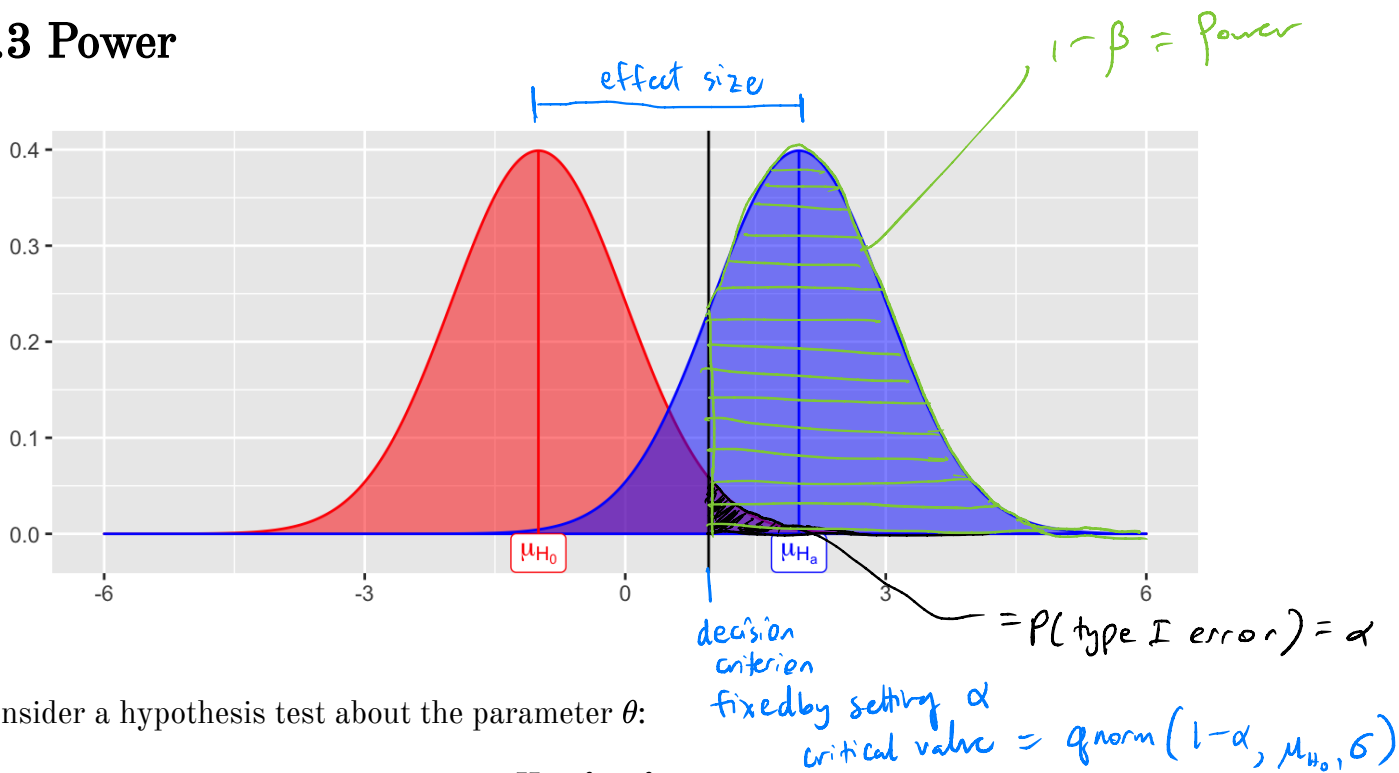 .3 Power
1-β = Power
effect size
0.4
0.3
0.2
0.1
0.0
μH₀
μHₐ
-6
-3
0
3
6
= P(type I error) = α
decision
criterion
fixed by setting α
critical value = qnorm(1-α, μH₀, σ)
nsider a hypothesis test about the parameter θ: